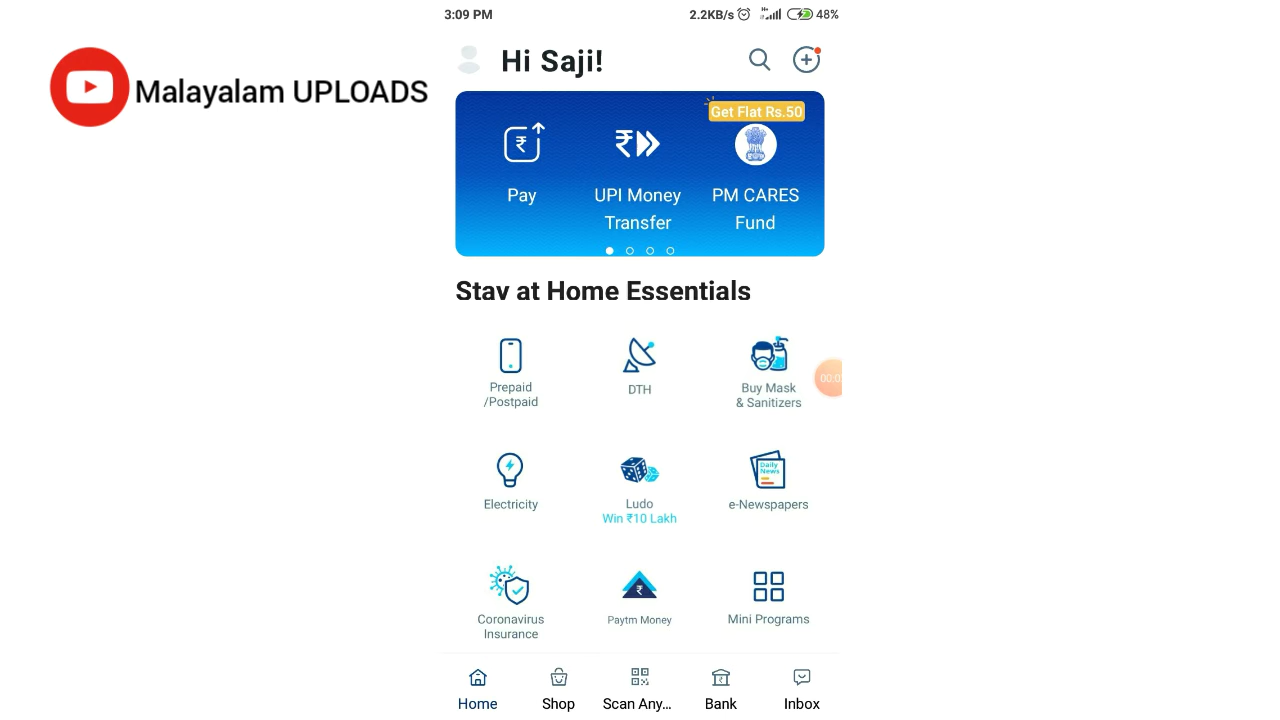 3:09 PM
2.2KB/s
48%
Malayalam UPLOADS
Hi Saji!
Get Flat Rs.50
₹
₹
Pay
UPI Money
Transfer
PM CARES
Fund
Stay at Home Essentials
Prepaid
/Postpaid
DTH
Buy Mask
& Sanitizers
00:0
Daily
News
Electricity
Ludo
Win ₹10 Lakh
e-Newspapers
₹
Coronavirus
Insurance
Paytm Money
Mini Programs
Home
Shop
Scan Any...
Bank
Inbox